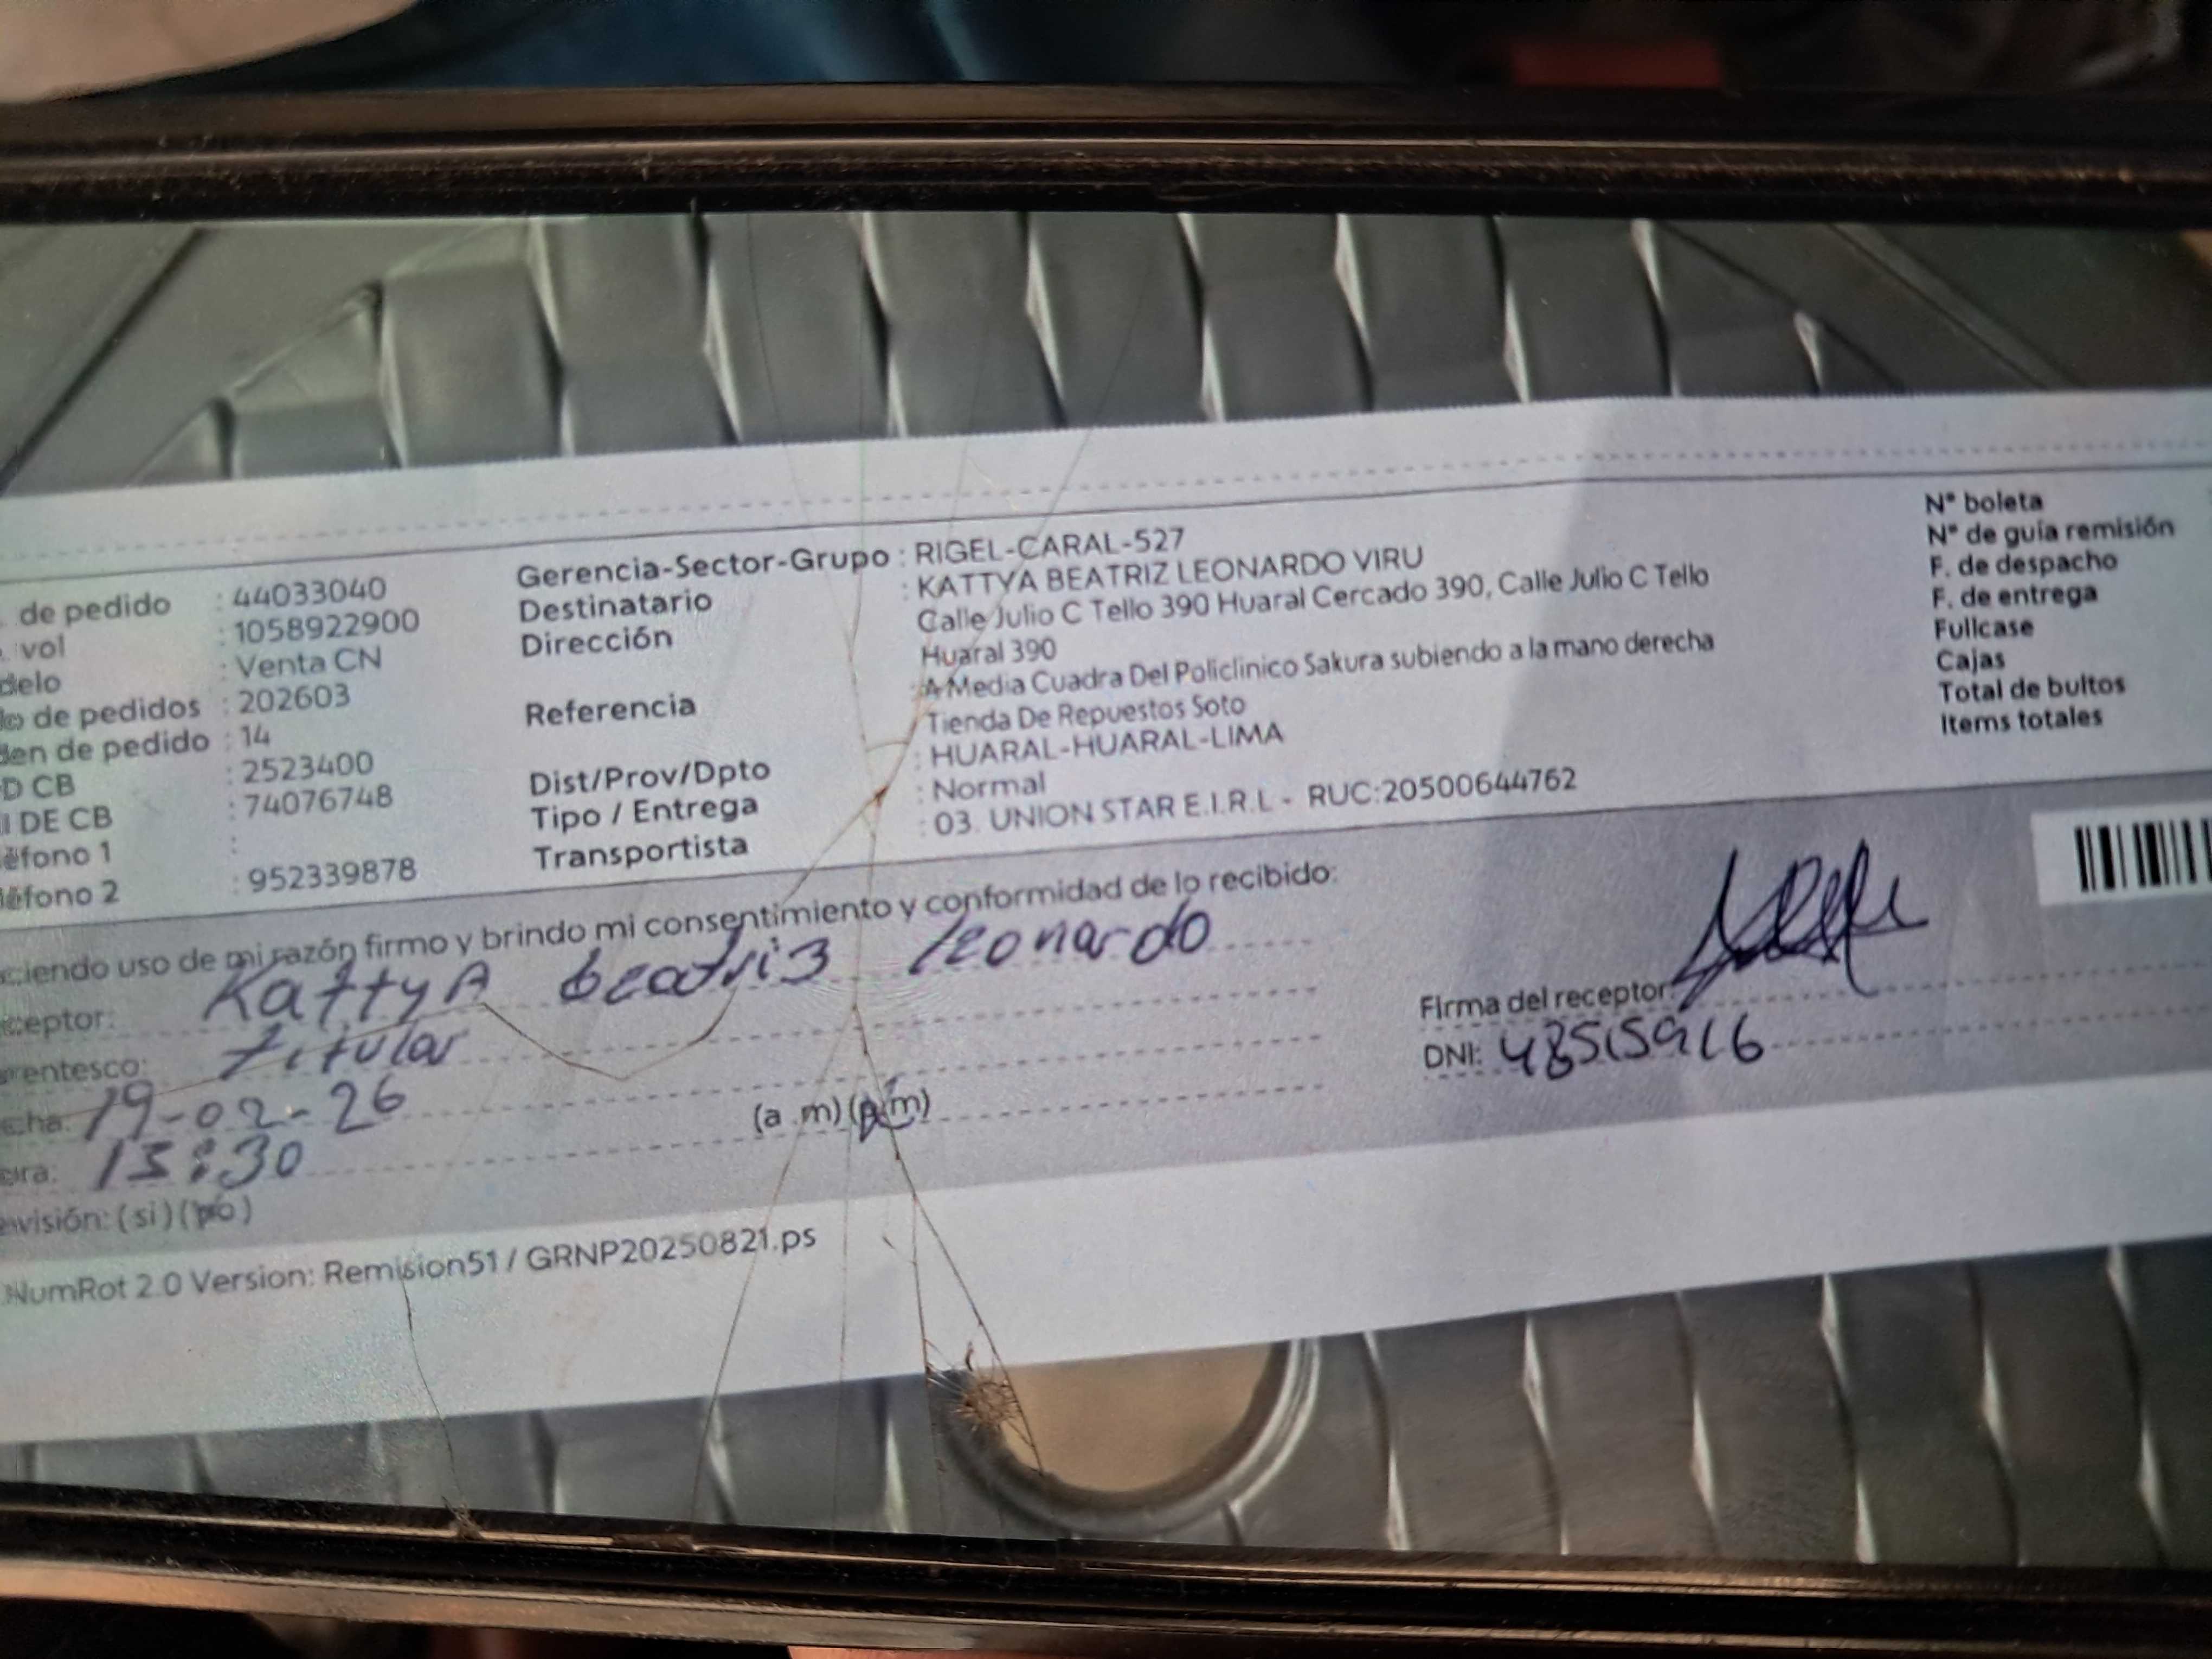 de pedido : 44033040
vol : 1058922900
delo : Venta CN
de pedidos : 202603
den de pedido : 14
D CB : 2523400
I DE CB : 74076748
éfono 1 :
léfono 2 : 952339878
Gerencia-Sector-Grupo : RIGEL-CARAL-527
Destinatario : KATTYA BEATRIZ LEONARDO VIRU
Dirección Calle Julio C Tello 390 Huaral Cercado 390, Calle Julio C Tello
Huaral 390
Referencia : A Media Cuadra Del Policlinico Sakura subiendo a la mano derecha
Tienda De Repuestos Soto
Dist/Prov/Dpto : HUARAL-HUARAL-LIMA
Tipo / Entrega : Normal
Transportista : 03. UNION STAR E.I.R.L - RUC:20500644762
N° boleta
N° de guía remisión
F. de despacho
F. de entrega
Fullcase
Cajas
Total de bultos
Items totales
ciendo uso de mi razón firmo y brindo mi consentimiento y conformidad de lo recibido:
ceptor: KattyA beatriz leonardo
rentesco: titular
cha: 19-02-26
ora: 13:30 (a.m) (p.m)
visión: (si) (no)
Firma del receptor:
DNI: 48515916
NumRot 2.0 Version: Remision51 / GRNP20250821.ps